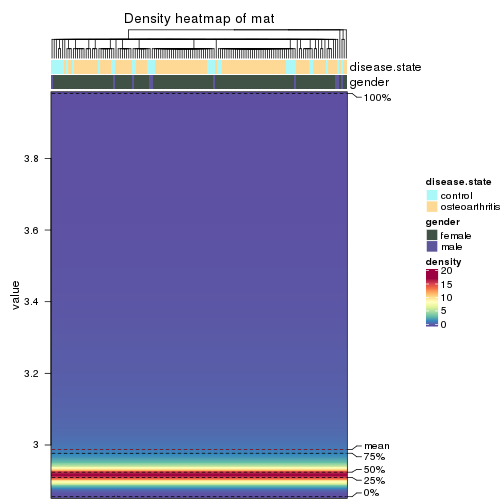 Density heatmap of mat
disease.state
gender
100%
3.8
3.6
3.4
3.2
3
value
mean
75%
50%
25%
0%
disease.state
control
osteoarthritis
gender
female
male
density
20
15
10
5
0